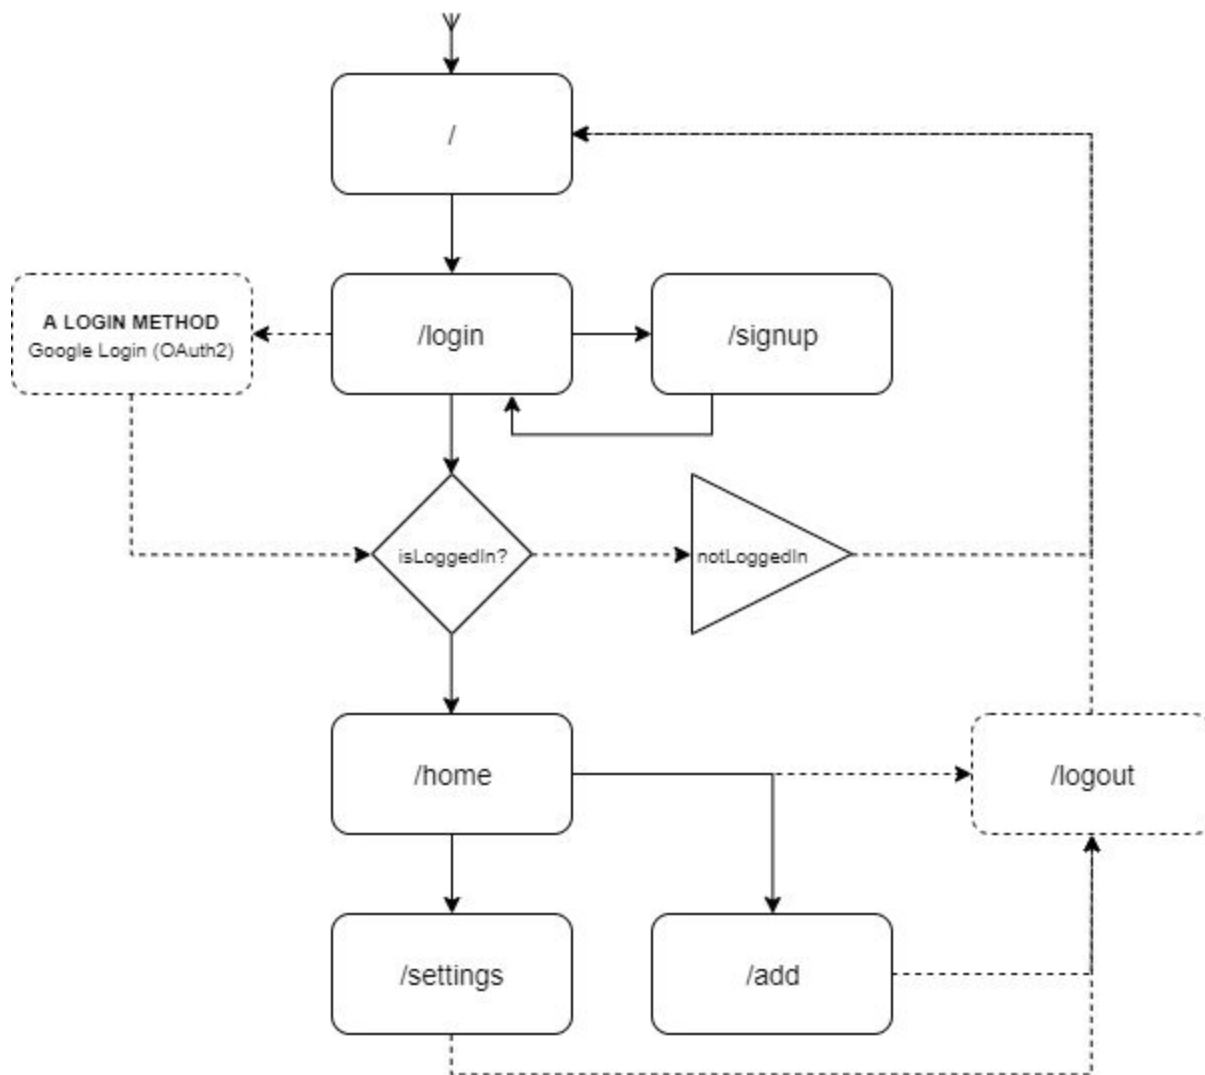 /
A LOGIN METHOD
Google Login (OAuth2)
/login
/signup
isLoggedIn?
notLoggedIn
/home
/logout
/settings
/add